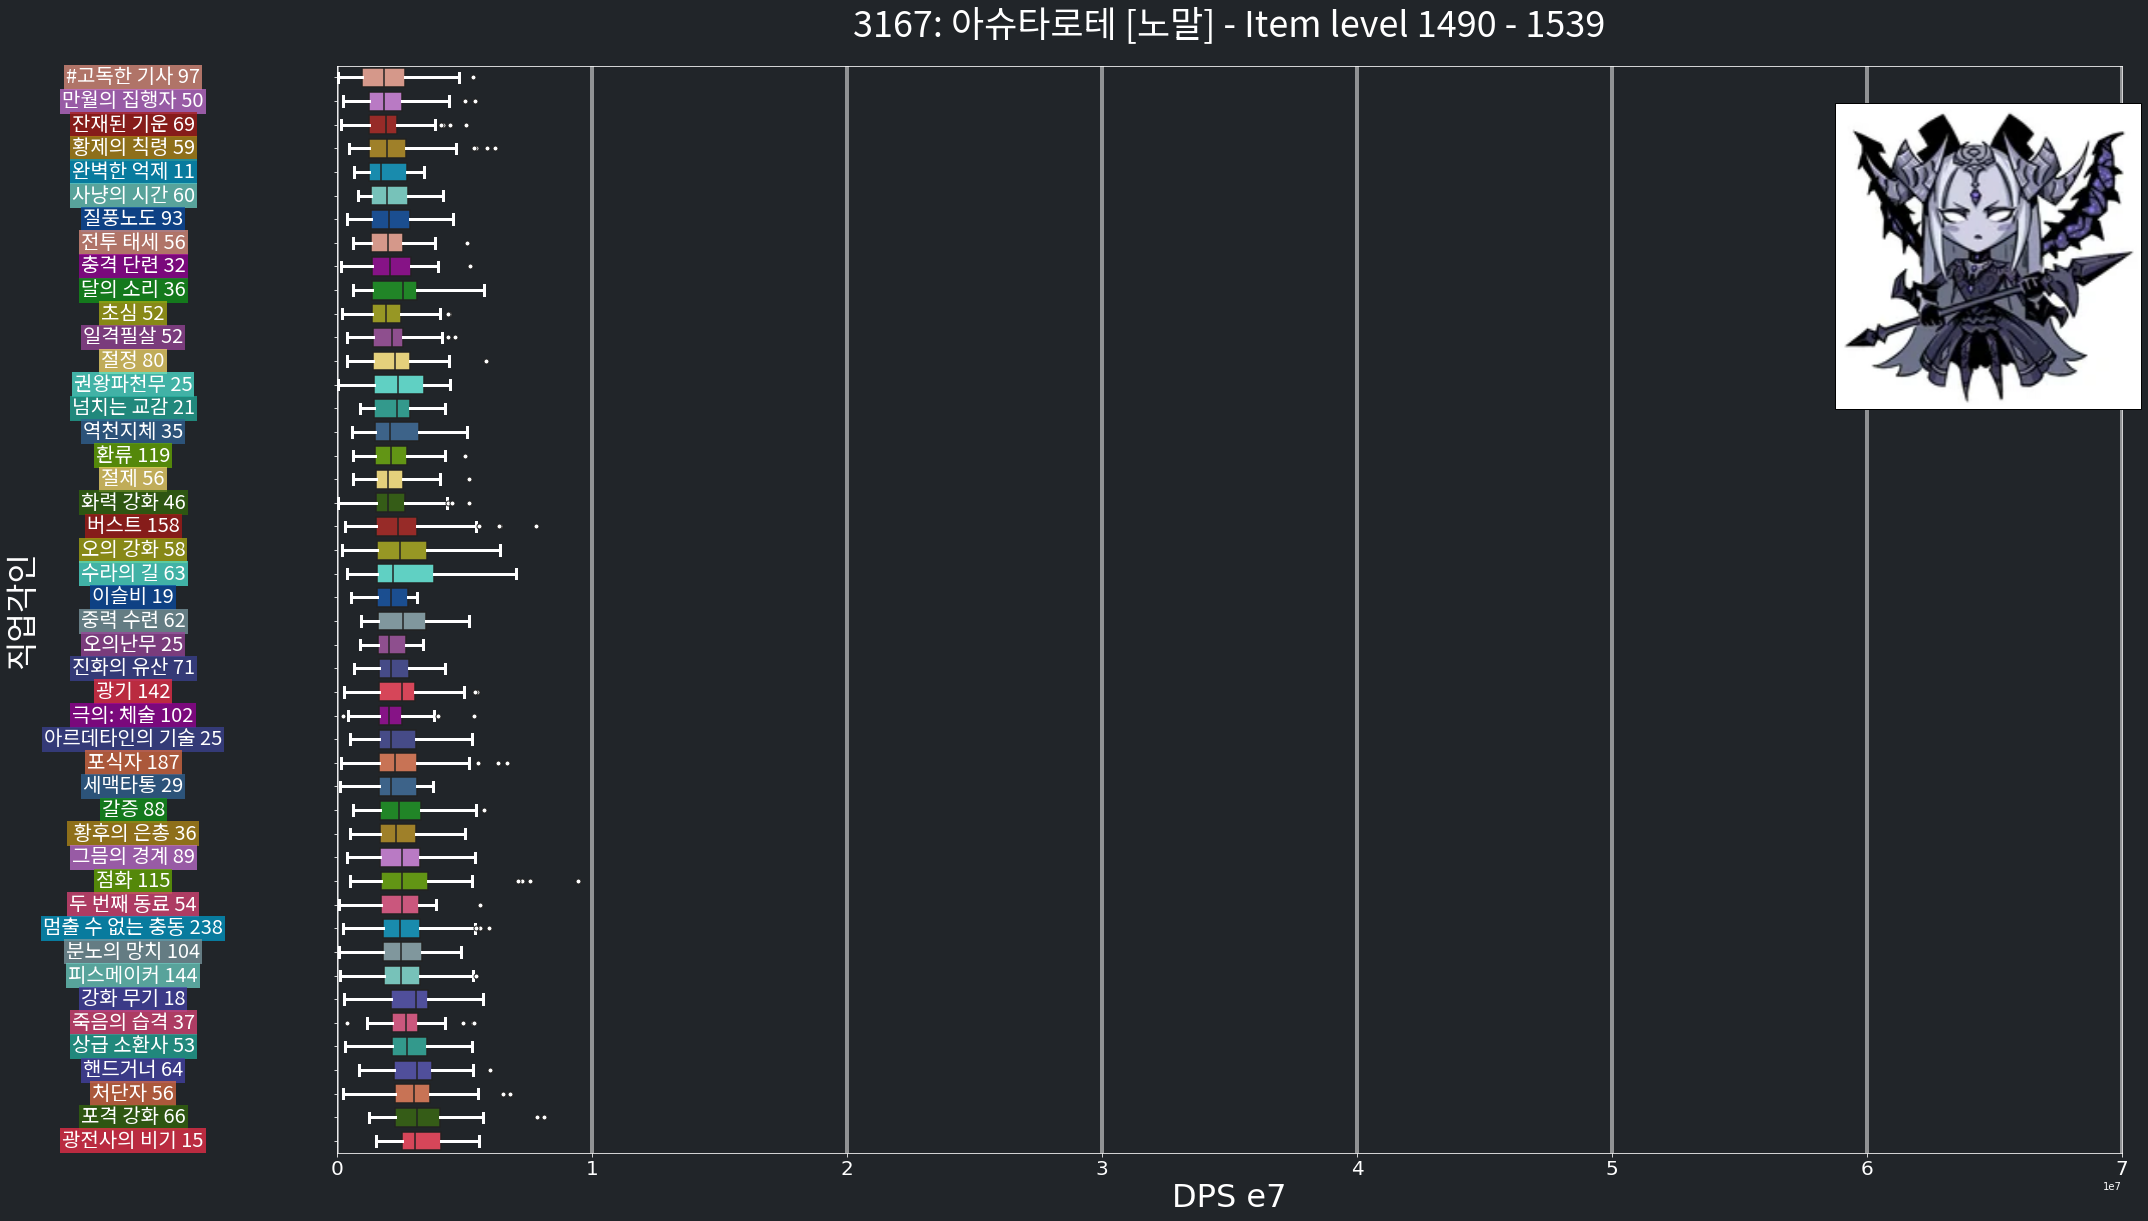 3167: 아슈타로테 [노말] - Item level 1490 - 1539
#고독한 기사 97
만월의 집행자 50
잔재된 기운 69
황제의 칙령 59
완벽한 억제 11
사냥의 시간 60
질풍노도 93
전투 태세 56
충격 단련 32
달의 소리 36
초심 52
일격필살 52
절정 80
권왕파천무 25
넘치는 교감 21
역천지체 35
환류 119
절제 56
화력 강화 46
버스트 158
오의 강화 58
수라의 길 63
이슬비 19
중력 수련 62
오의난무 25
진화의 유산 71
광기 142
극의: 체술 102
아르데타인의 기술 25
포식자 187
세맥타통 29
갈증 88
황후의 은총 36
그믐의 경계 89
점화 115
두 번째 동료 54
멈출 수 없는 충동 238
분노의 망치 104
피스메이커 144
강화 무기 18
죽음의 습격 37
상급 소환사 53
핸드거너 64
처단자 56
포격 강화 66
광전사의 비기 15
직업각인
0 1 2 3 4 5 6 7
1e7
DPS e7